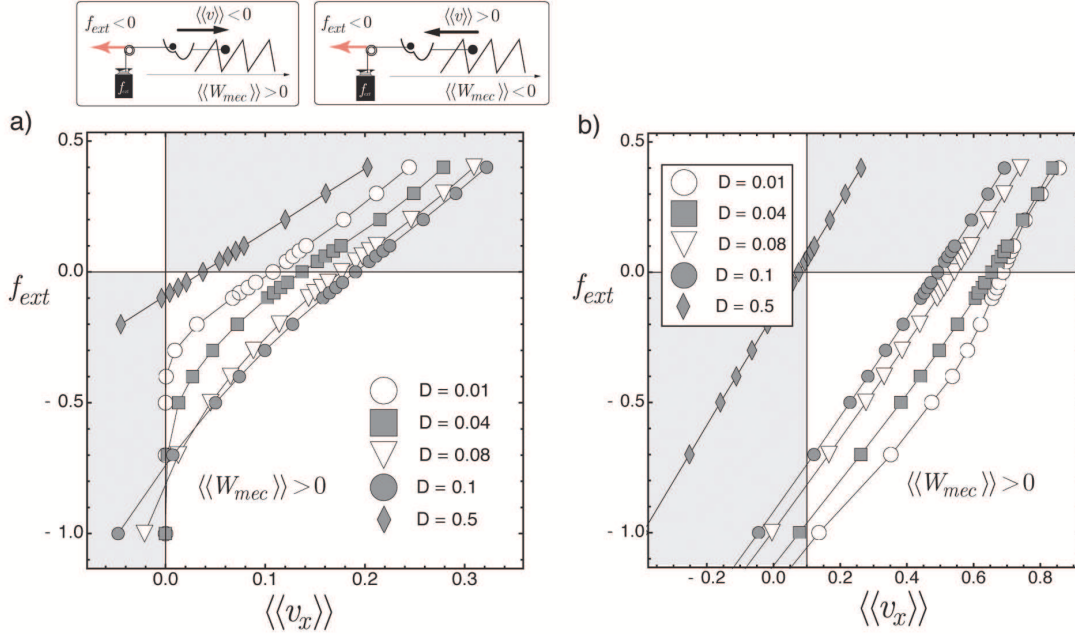 f_ext < 0
⟨⟨v⟩⟩ < 0
f_ext
⟨⟨W_mec⟩⟩ > 0
f_ext < 0
⟨⟨v⟩⟩ > 0
f_ext
⟨⟨W_mec⟩⟩ < 0
a)
0.5
0.0
f_ext
- 0.5
- 1.0
D = 0.01
D = 0.04
D = 0.08
D = 0.1
D = 0.5
⟨⟨W_mec⟩⟩ > 0
0.0 0.1 0.2 0.3
⟨⟨v_x⟩⟩
b)
0.5
0.0
f_ext
- 0.5
- 1.0
D = 0.01
D = 0.04
D = 0.08
D = 0.1
D = 0.5
⟨⟨W_mec⟩⟩ > 0
- 0.2 0.0 0.2 0.4 0.6 0.8
⟨⟨v_x⟩⟩